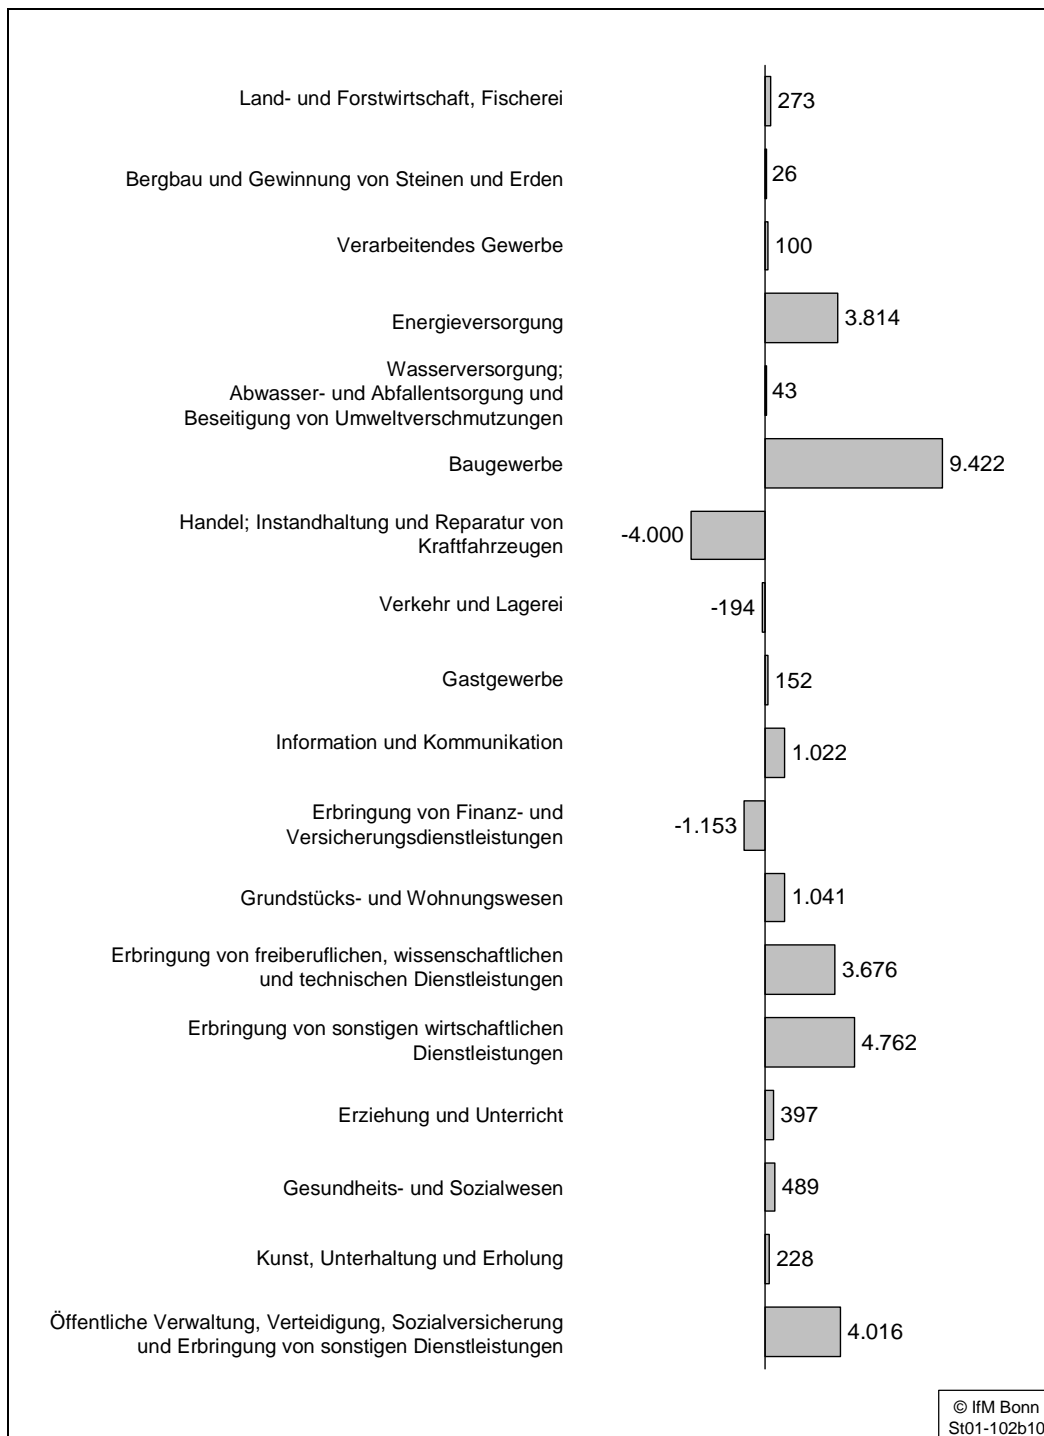 Land- und Forstwirtschaft, Fischerei
273
Bergbau und Gewinnung von Steinen und Erden
26
Verarbeitendes Gewerbe
100
Energieversorgung
3.814
Wasserversorgung;
Abwasser- und Abfallentsorgung und
Beseitigung von Umweltverschmutzungen
43
Baugewerbe
9.422
Handel; Instandhaltung und Reparatur von
Kraftfahrzeugen
-4.000
Verkehr und Lagerei
-194
Gastgewerbe
152
Information und Kommunikation
1.022
Erbringung von Finanz- und
Versicherungsdienstleistungen
-1.153
Grundstücks- und Wohnungswesen
1.041
Erbringung von freiberuflichen, wissenschaftlichen
und technischen Dienstleistungen
3.676
Erbringung von sonstigen wirtschaftlichen
Dienstleistungen
4.762
Erziehung und Unterricht
397
Gesundheits- und Sozialwesen
489
Kunst, Unterhaltung und Erholung
228
Öffentliche Verwaltung, Verteidigung, Sozialversicherung
und Erbringung von sonstigen Dienstleistungen
4.016
© IfM Bonn
St01-102b10